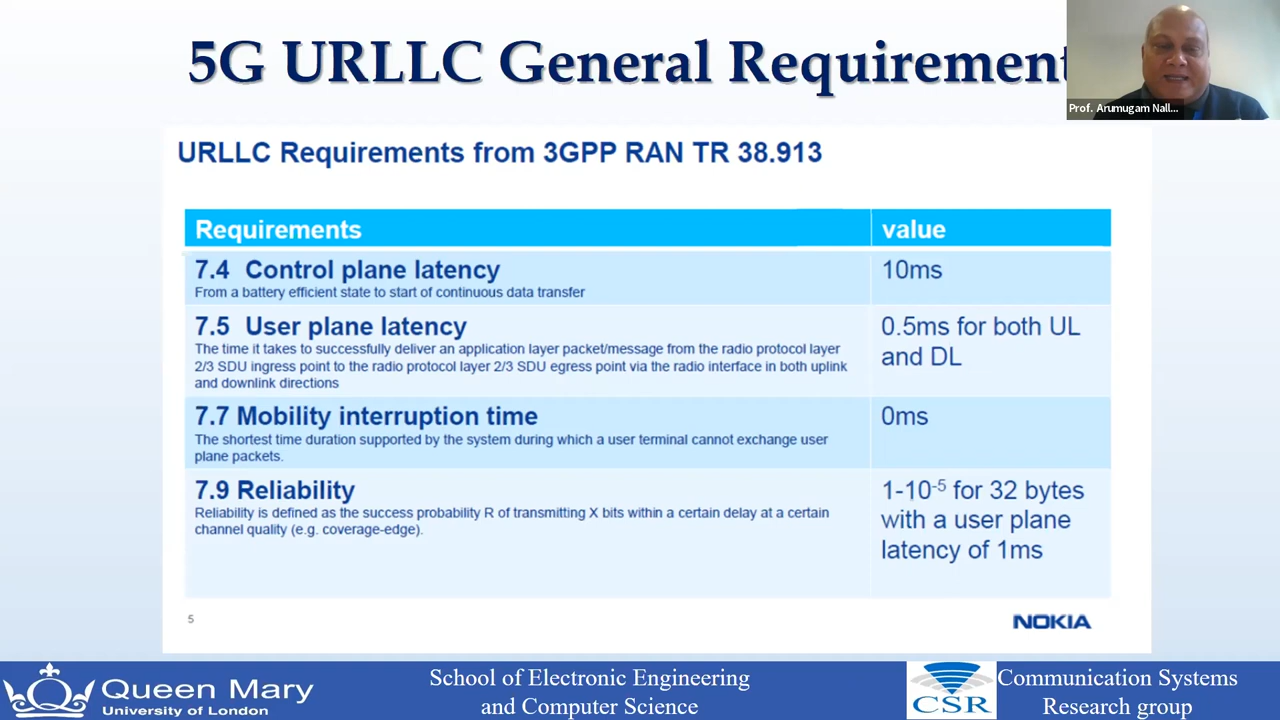 5G URLLC General Requirement
Prof. Arumugam Nall...
URLLC Requirements from 3GPP RAN TR 38.913
Requirements
value
7.4 Control plane latency
From a battery efficient state to start of continuous data transfer
10ms
7.5 User plane latency
The time it takes to successfully deliver an application layer packet/message from the radio protocol layer
2/3 SDU ingress point to the radio protocol layer 2/3 SDU egress point via the radio interface in both uplink
and downlink directions
0.5ms for both UL
and DL
7.7 Mobility interruption time
The shortest time duration supported by the system during which a user terminal cannot exchange user
plane packets.
0ms
7.9 Reliability
Reliability is defined as the success probability R of transmitting X bits within a certain delay at a certain
channel quality (e.g. coverage-edge).
1-10⁻⁵ for 32 bytes
with a user plane
latency of 1ms
5
NOKIA
Queen Mary
University of London
School of Electronic Engineering
and Computer Science
CSR
Communication Systems
Research group